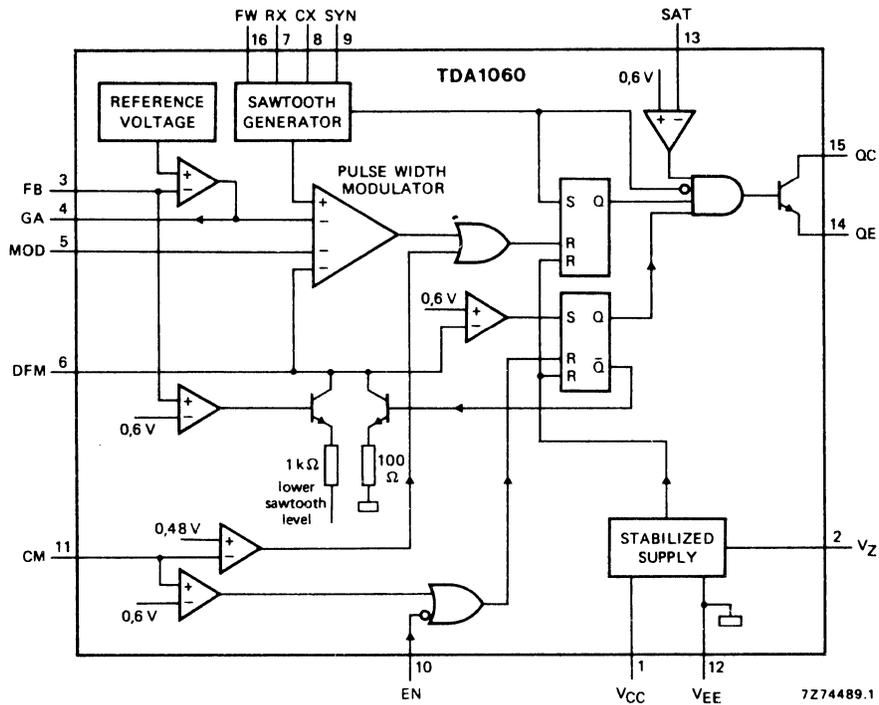 FW RX CX SYN
SAT
16 7 8 9
13
TDA1060
0,6 V
REFERENCE
VOLTAGE
SAWTOOTH
GENERATOR
+ −
15 QC
PULSE WIDTH
MODULATOR
+
−
FB 3
S Q
+
−
GA 4
14 QE
MOD 5
−
R
R
−
0,6 V
+
−
S Q
DFM 6
R Q̄
R
+
−
0,6 V
1 kΩ
100
Ω
lower
sawtooth
level
0,48 V
+
−
STABILIZED
SUPPLY
2 VZ
CM 11
+
−
0,6 V
10
1
12
EN
VCC
VEE
7Z74489.1